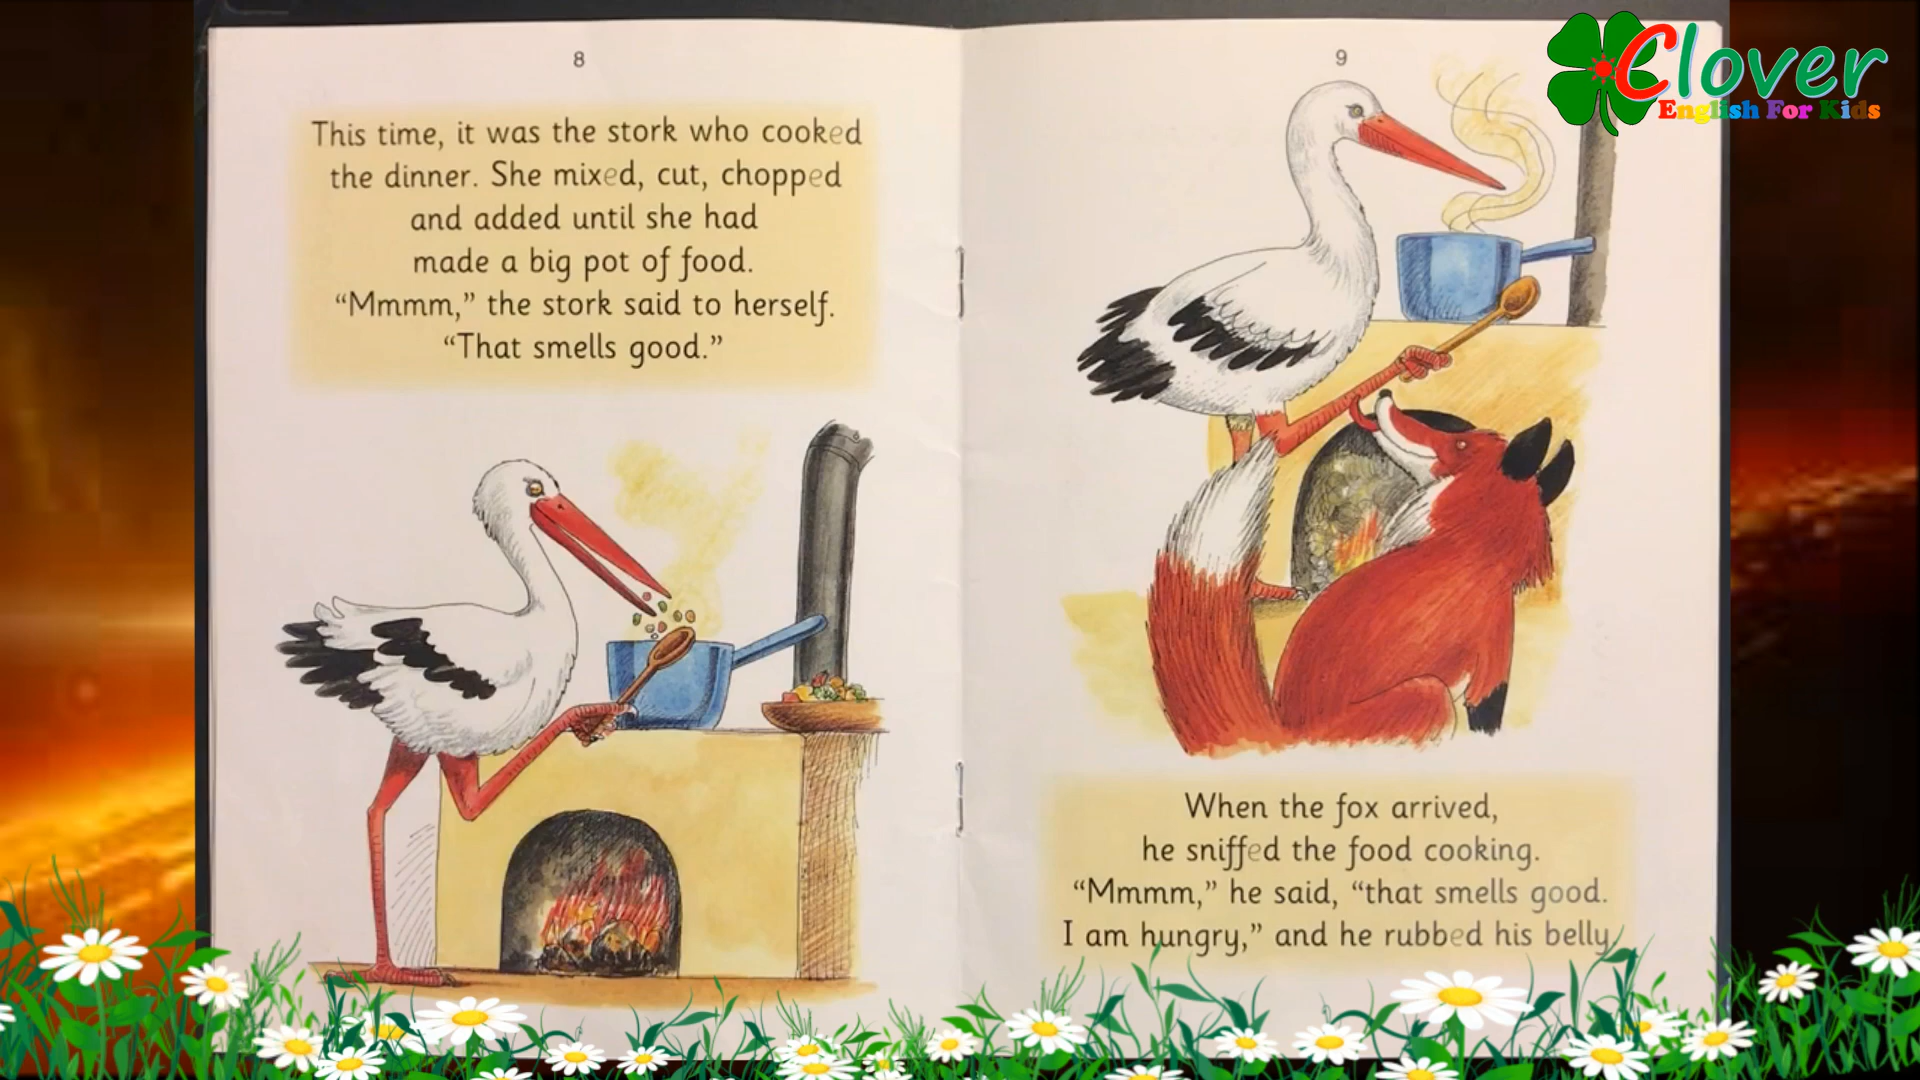 8
This time, it was the stork who cooked
the dinner. She mixed, cut, chopped
and added until she had
made a big pot of food.
“Mmmm,” the stork said to herself.
“That smells good.”
9
When the fox arrived,
he sniffed the food cooking.
“Mmmm,” he said, “that smells good.
I am hungry,” and he rubbed his belly.
Clover
English For Kids